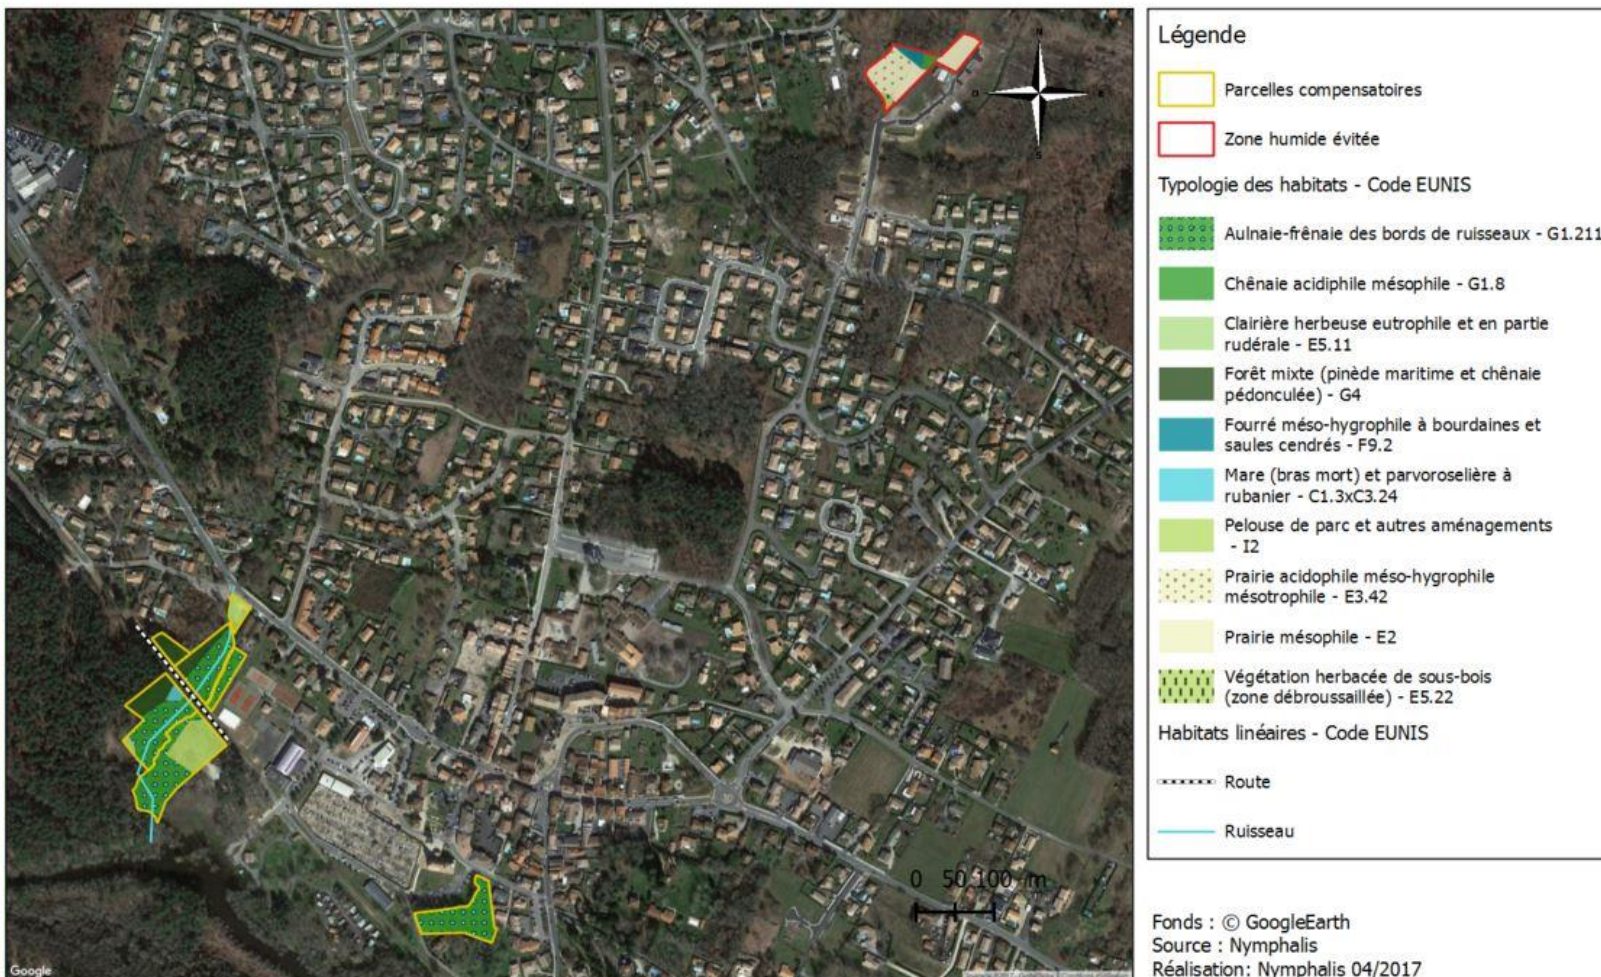 Légende
Parcelles compensatoires
Zone humide évitée
Typologie des habitats - Code EUNIS
Aulnaie-frênaie des bords de ruisseaux - G1.211
Chênaie acidiphile mésophile - G1.8
Clairière herbeuse eutrophile et en partie
rudérale - E5.11
Forêt mixte (pinède maritime et chênaie
pédonculée) - G4
Fourré méso-hygrophile à bourdaines et
saules cendrés - F9.2
Mare (bras mort) et parvoroselière à
rubanier - C1.3xC3.24
Pelouse de parc et autres aménagements
- I2
Prairie acidophile méso-hygrophile
mésotrophile - E3.42
Prairie mésophile - E2
Végétation herbacée de sous-bois
(zone débroussaillée) - E5.22
Habitats linéaires - Code EUNIS
Route
Ruisseau
N
O
E
S
0 50 100 m
Google
Fonds : © GoogleEarth
Source : Nymphalis
Réalisation: Nymphalis 04/2017